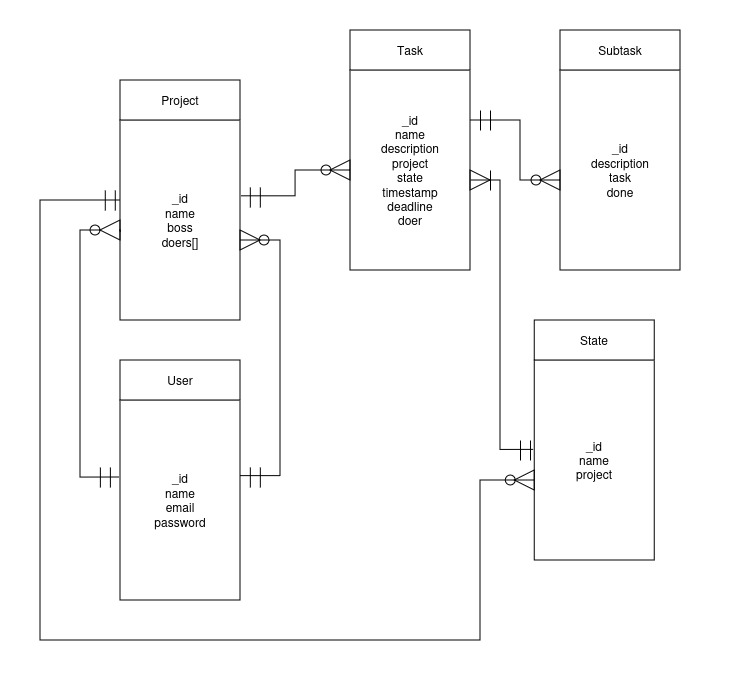 Project
_id
name
boss
doers[]
Task
_id
name
description
project
state
timestamp
deadline
doer
Subtask
_id
description
task
done
User
_id
name
email
password
State
_id
name
project